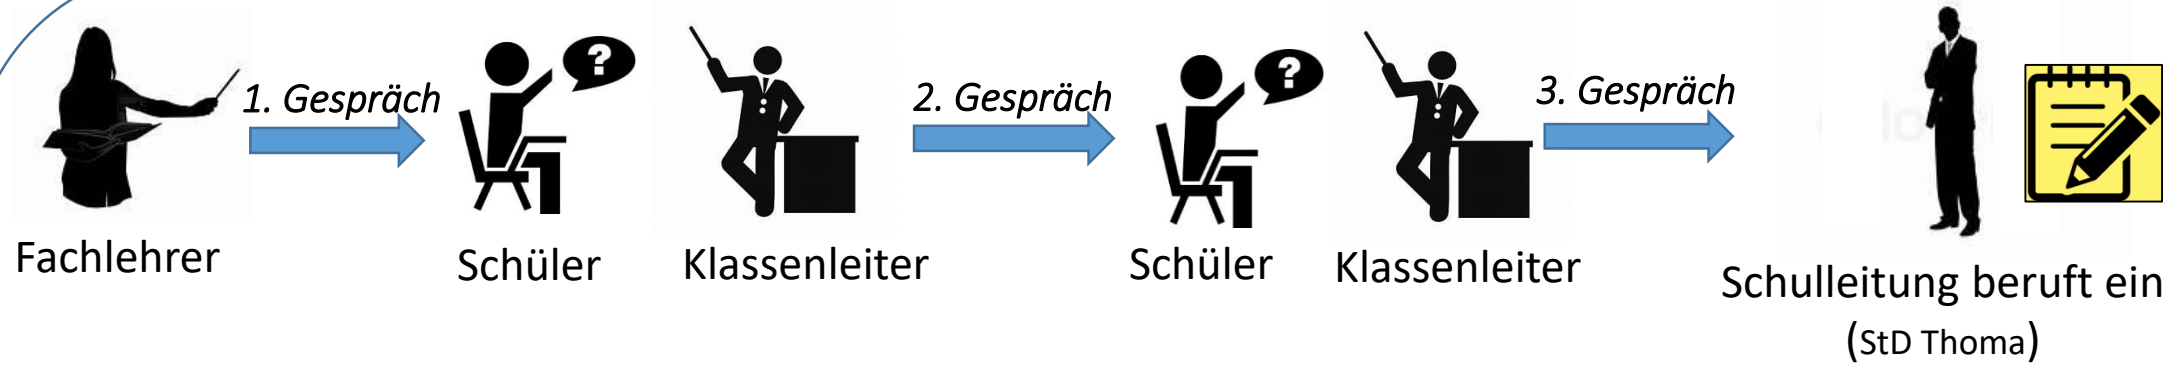 1. Gespräch
2. Gespräch
3. Gespräch
?
?
Fachlehrer
Schüler
Klassenleiter
Schüler
Klassenleiter
Schulleitung beruft ein
(StD Thoma)